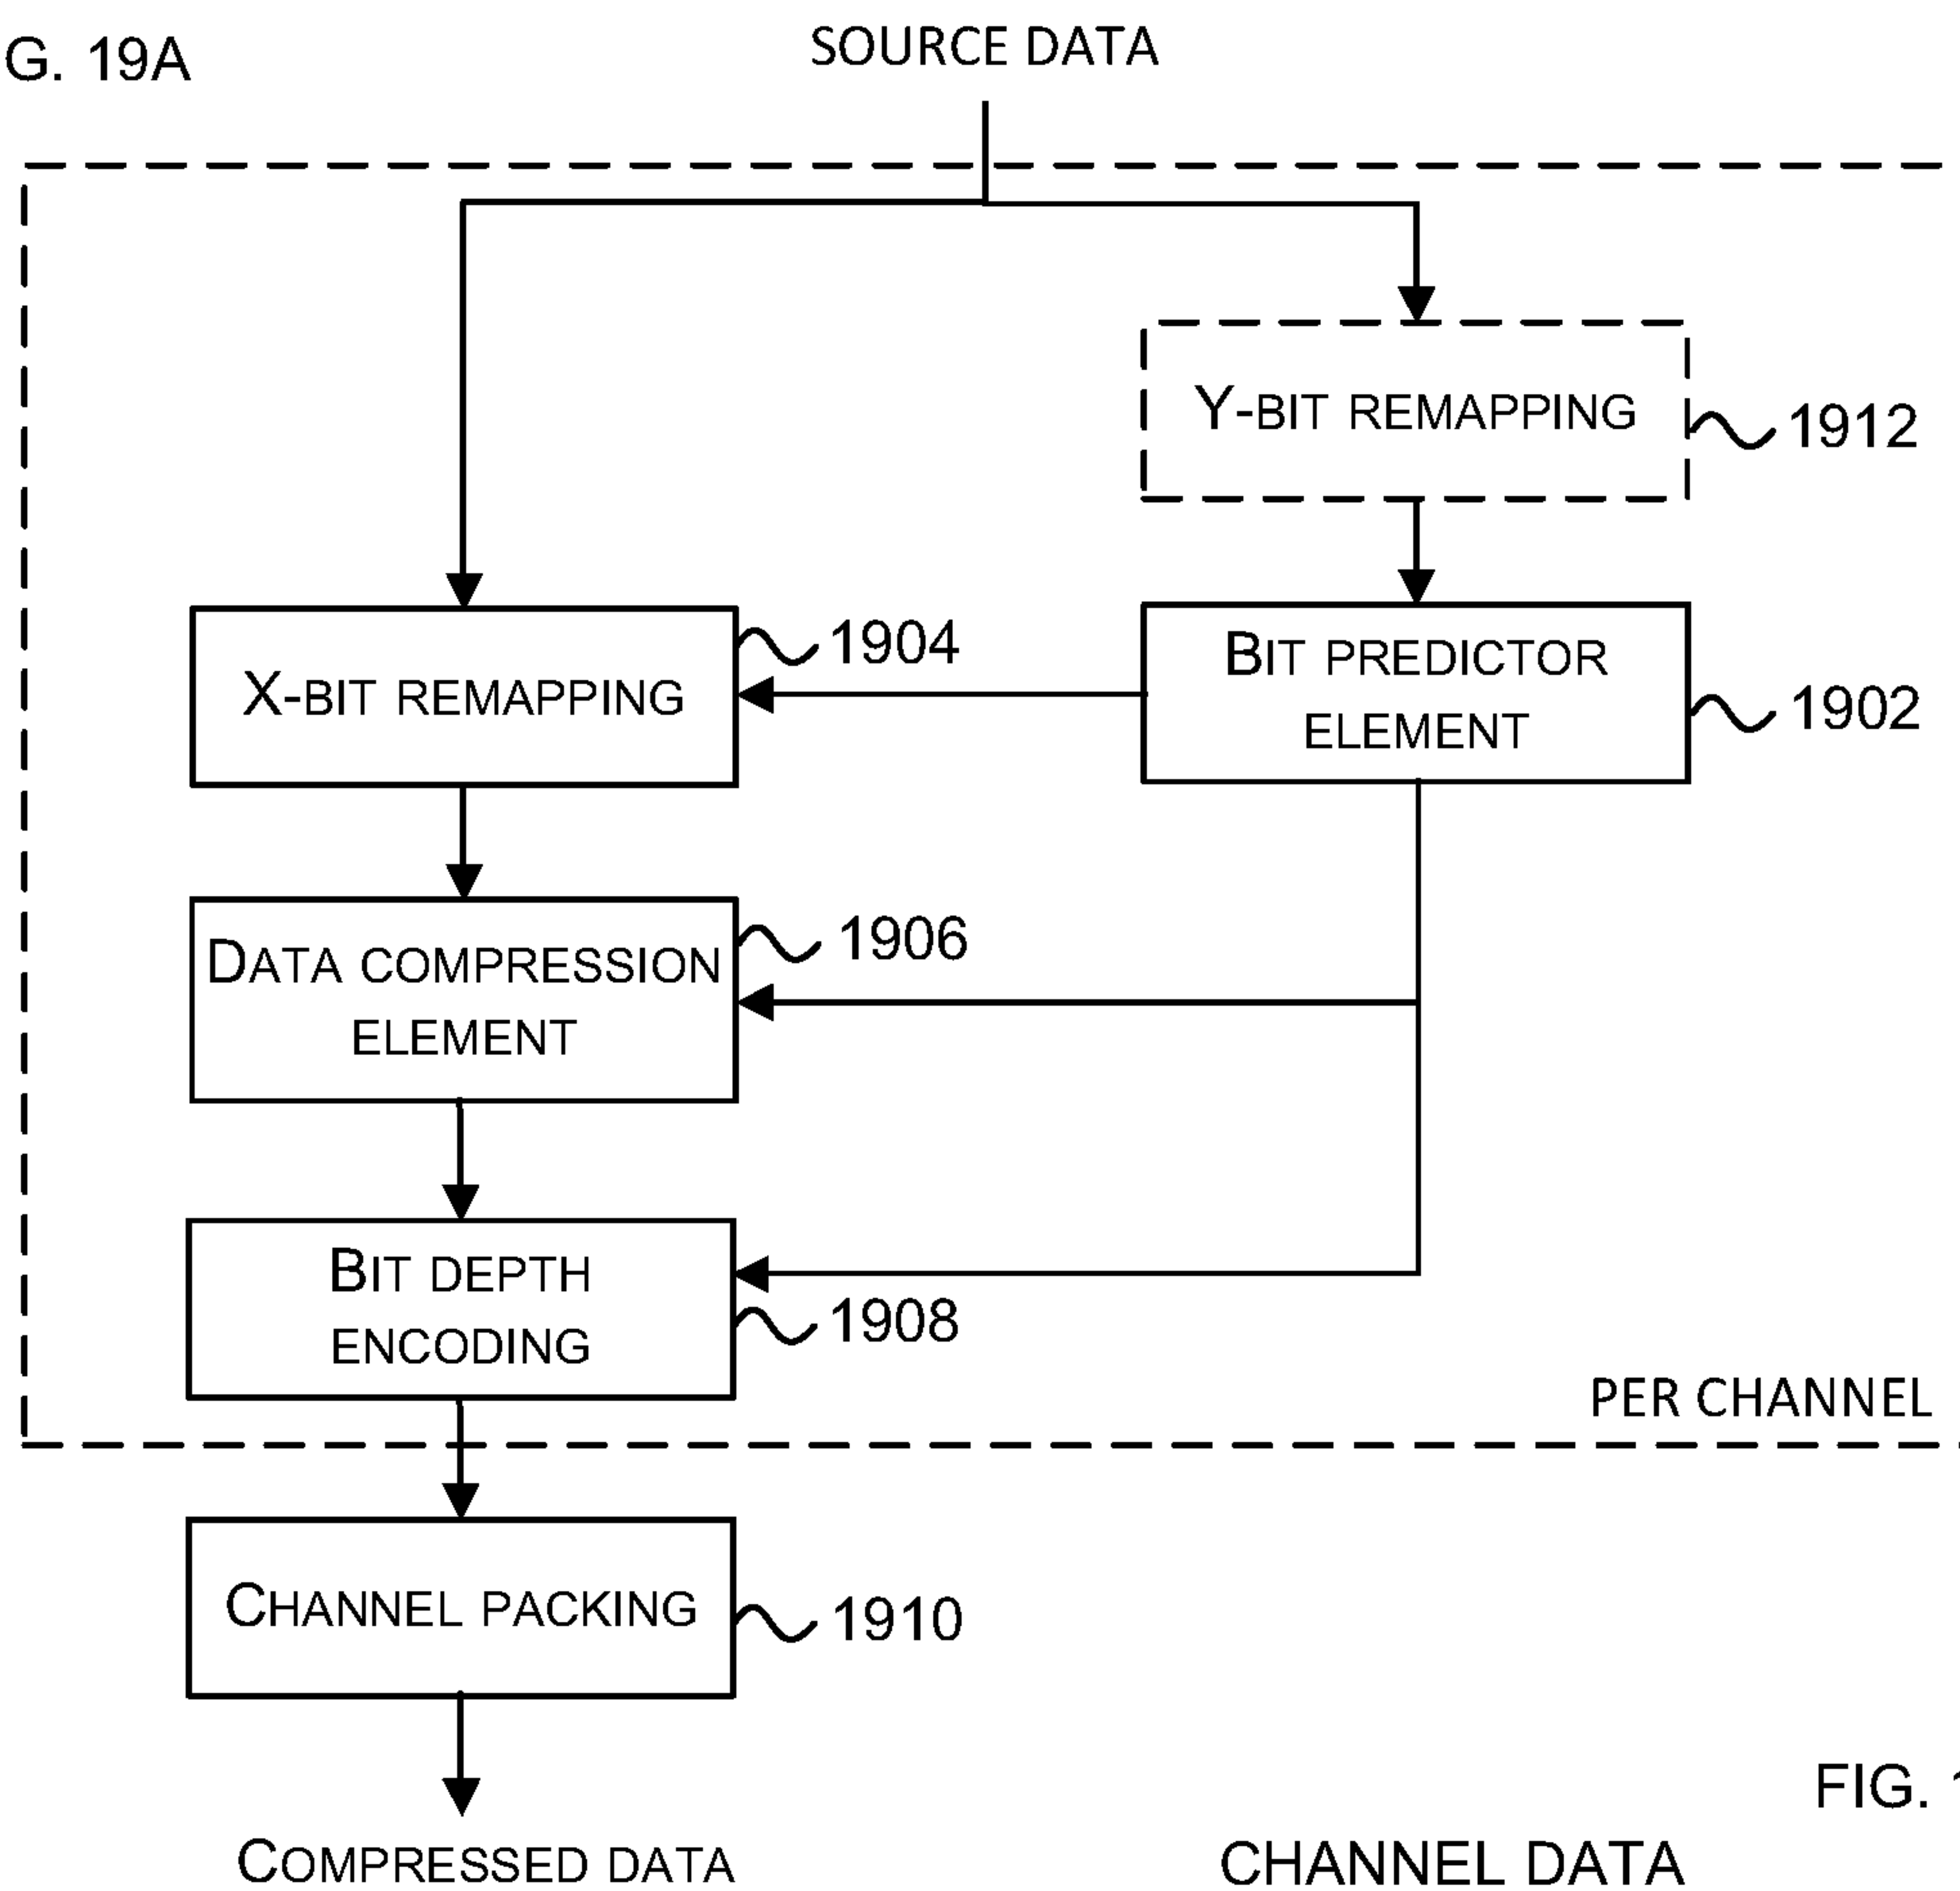 G. 19A
SOURCE DATA
Y-BIT REMAPPING
1912
X-BIT REMAPPING
1904
BIT PREDICTOR
ELEMENT
1902
DATA COMPRESSION
ELEMENT
1906
BIT DEPTH
ENCODING
1908
PER CHANNEL
CHANNEL PACKING
1910
FIG. 1
COMPRESSED DATA
CHANNEL DATA